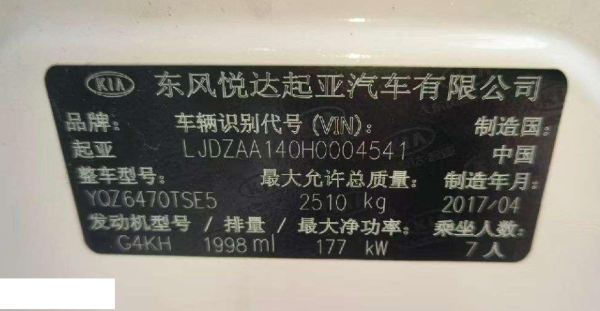 KIA 东风悦达起亚汽车有限公司
品牌: 车辆识别代号 (VIN): 制造国:
起亚 LJDZAA140H0004541 中国
整车型号: 最大允许总质量: 制造年月:
YQZ6470TSE5 2510 kg 2017/04
发动机型号 / 排量 / 最大净功率: 乘坐人数:
G4KH 1998 ml 177 kW 7人